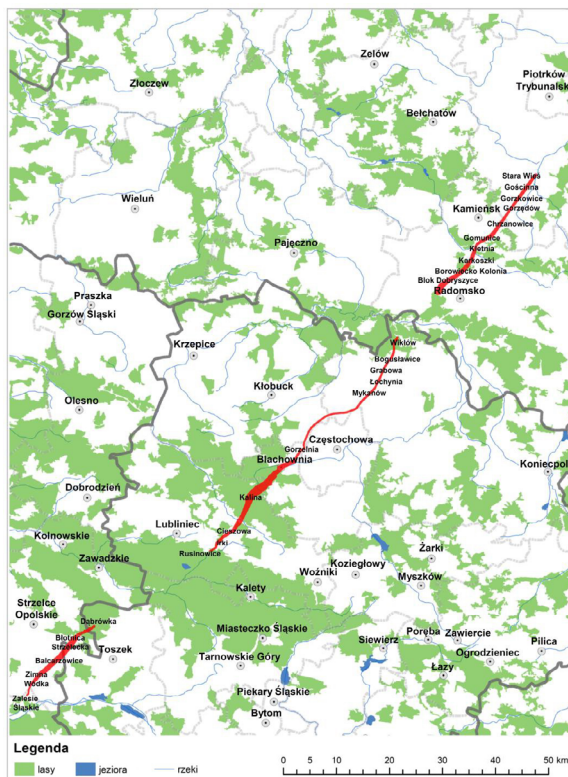 Zelów
Złoczew
Piotrków
Trybunalski
Bełchatów
Stara Wieś
Gościnna
Wieluń
Gorzkowice
Gorzędów
Kamieńsk
Chrzanowice
Gomunice
Pajęczno
Kletnia
Karkoszki
Borowiecko Kolonia
Blok Dobryszyce
Radomsko
Praszka
Gorzów Śląski
Wiklów
Krzepice
Bogusławice
Grabowa
Łochynia
Kłobuck
Mykanów
Olesno
Częstochowa
Gorzelnia
Blachownia
Koniecpol
Dobrodzień
Kalina
Lubliniec
Cieszowa
Kolnowskie
Irki
Rusinowice
Żarki
Zawadzkie
Koziegłowy
Woźniki
Myszków
Kalety
Strzelce
Opolskie
Dąbrówka
Miasteczko Śląskie
Poręba
Zawiercie
Błotnica
Strzelecka
Siewierz
Pilica
Toszek
Balcarzowice
Tarnowskie Góry
Ogrodzieniec
Łazy
Zimna
Wódka
Piekary Śląskie
Zalesie
Śląskie
Bytom
Legenda
lasy
jeziora
rzeki
0 5 10 20 30 40 50 km